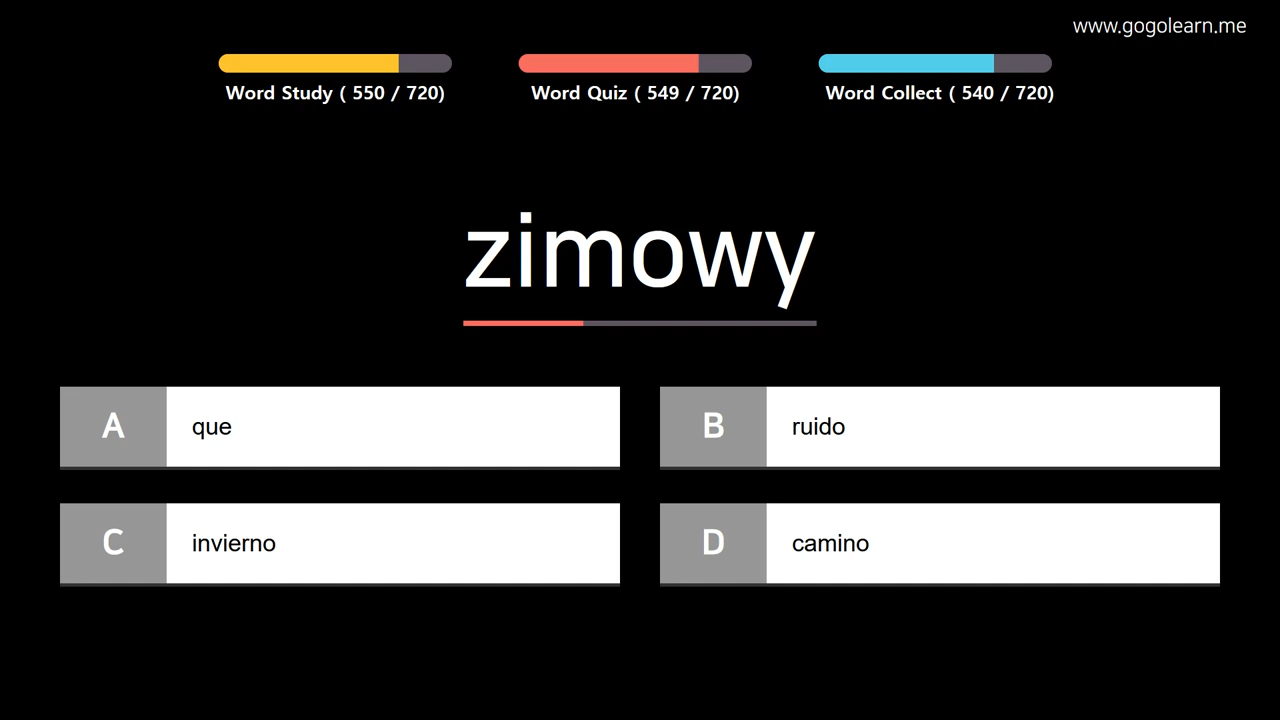 www.gogolearn.me
Word Study ( 550 / 720)
Word Quiz ( 549 / 720)
Word Collect ( 540 / 720)
zimowy
A que
B ruido
C invierno
D camino